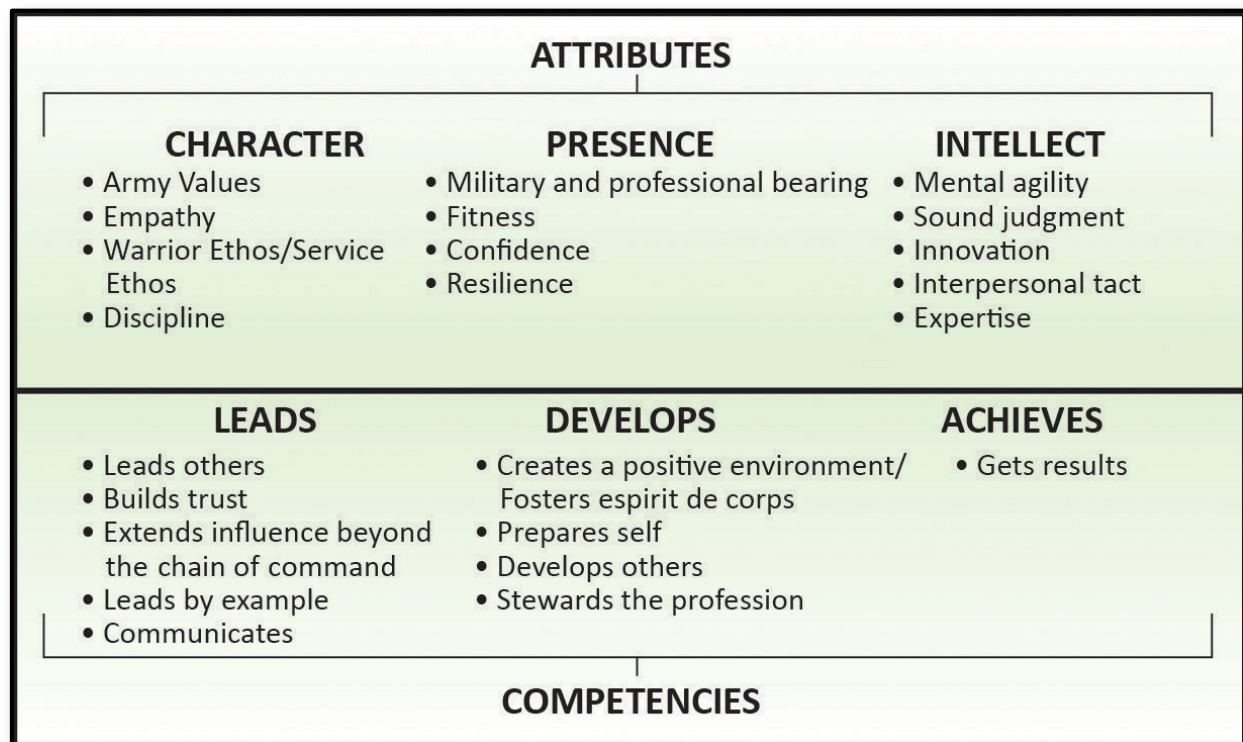 ATTRIBUTES
CHARACTER
• Army Values
• Empathy
• Warrior Ethos/Service
Ethos
• Discipline
PRESENCE
• Military and professional bearing
• Fitness
• Confidence
• Resilience
INTELLECT
• Mental agility
• Sound judgment
• Innovation
• Interpersonal tact
• Expertise
LEADS
• Leads others
• Builds trust
• Extends influence beyond
the chain of command
• Leads by example
• Communicates
DEVELOPS
• Creates a positive environment/
Fosters espirit de corps
• Prepares self
• Develops others
• Stewards the profession
ACHIEVES
• Gets results
COMPETENCIES